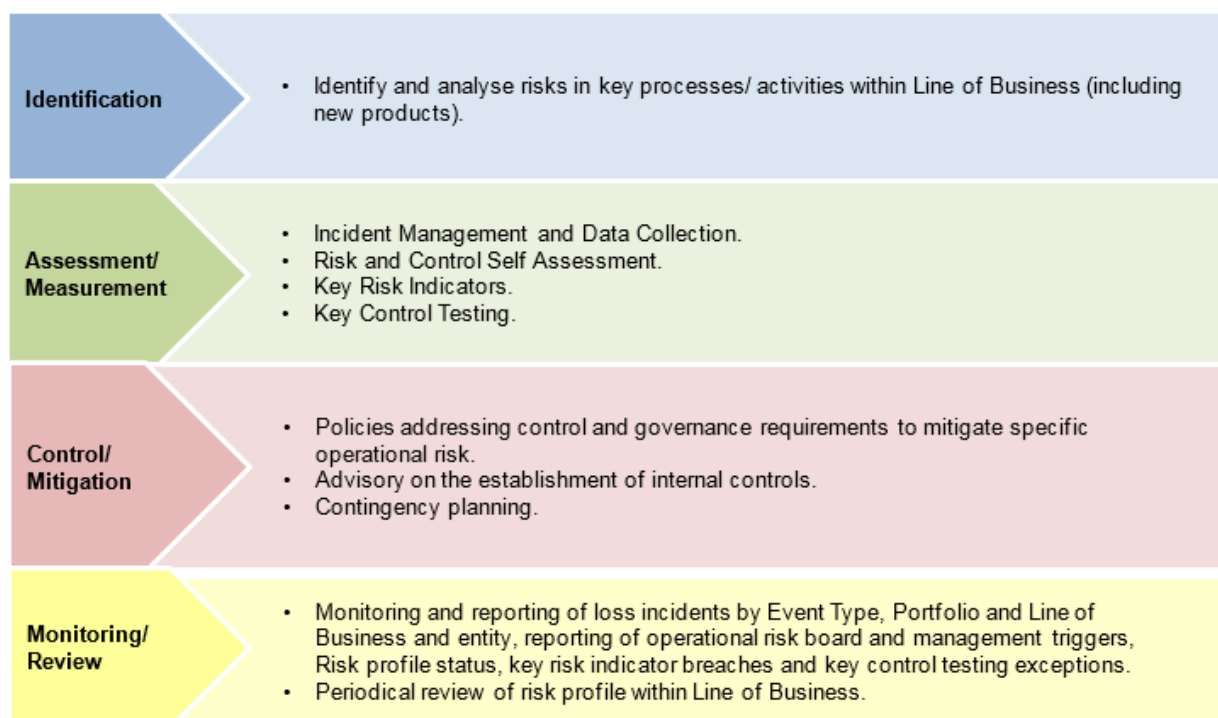 Identification
• Identify and analyse risks in key processes/ activities within Line of Business (including
new products).
Assessment/
Measurement
• Incident Management and Data Collection.
• Risk and Control Self Assessment.
• Key Risk Indicators.
• Key Control Testing.
Control/
Mitigation
• Policies addressing control and governance requirements to mitigate specific
operational risk.
• Advisory on the establishment of internal controls.
• Contingency planning.
Monitoring/
Review
• Monitoring and reporting of loss incidents by Event Type, Portfolio and Line of
Business and entity, reporting of operational risk board and management triggers,
Risk profile status, key risk indicator breaches and key control testing exceptions.
• Periodical review of risk profile within Line of Business.